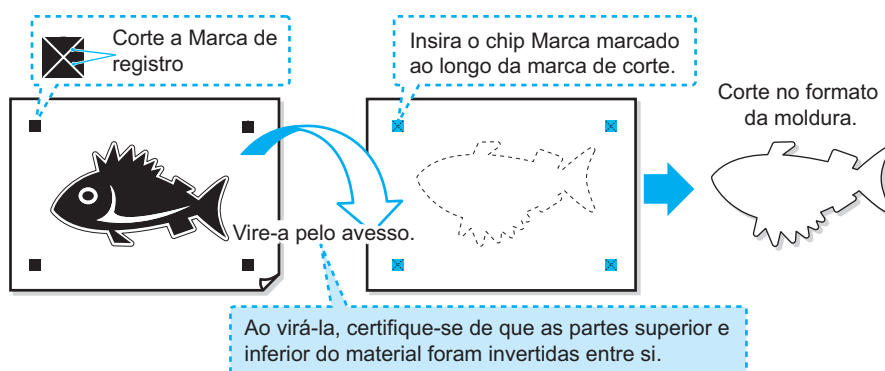 Corte a Marca de
registro
Insira o chip Marca marcado
ao longo da marca de corte.
Corte no formato
da moldura.
Vire-a pelo avesso.
Ao virá-la, certifique-se de que as partes superior e
inferior do material foram invertidas entre si.